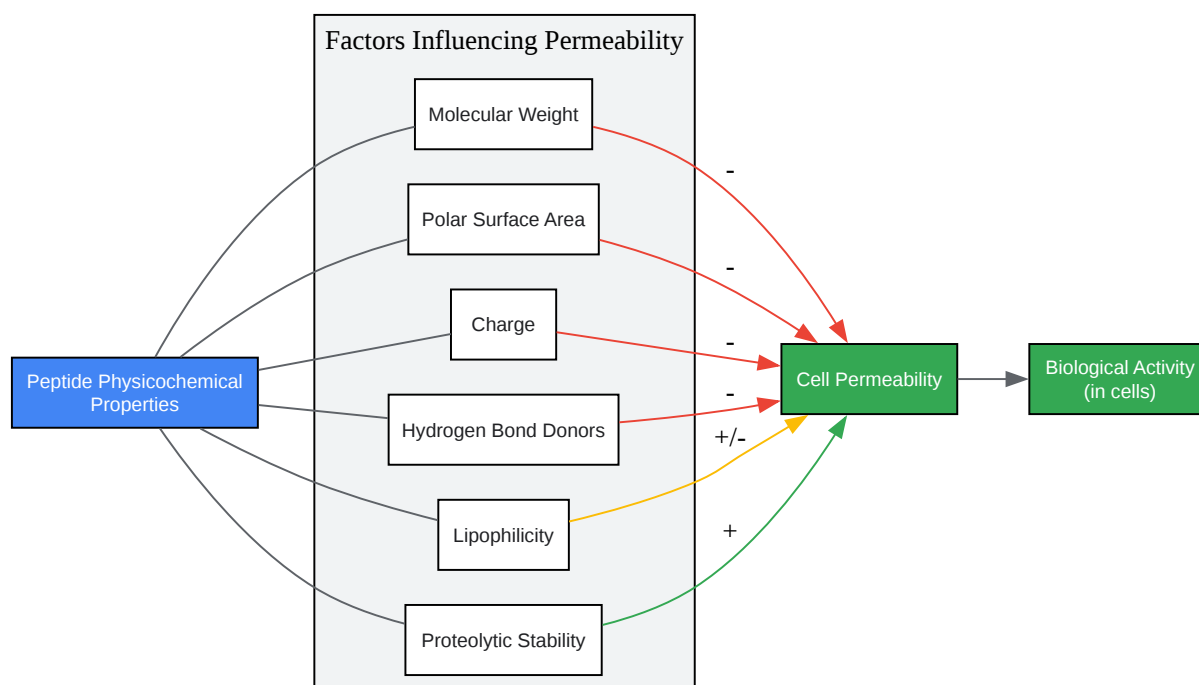 Factors Influencing Permeability
Molecular Weight
-
Polar Surface Area
-
Charge
-
Peptide Physicochemical
Properties
Cell Permeability
Biological Activity
(in cells)
-
Hydrogen Bond Donors
+/-
Lipophilicity
+
Proteolytic Stability